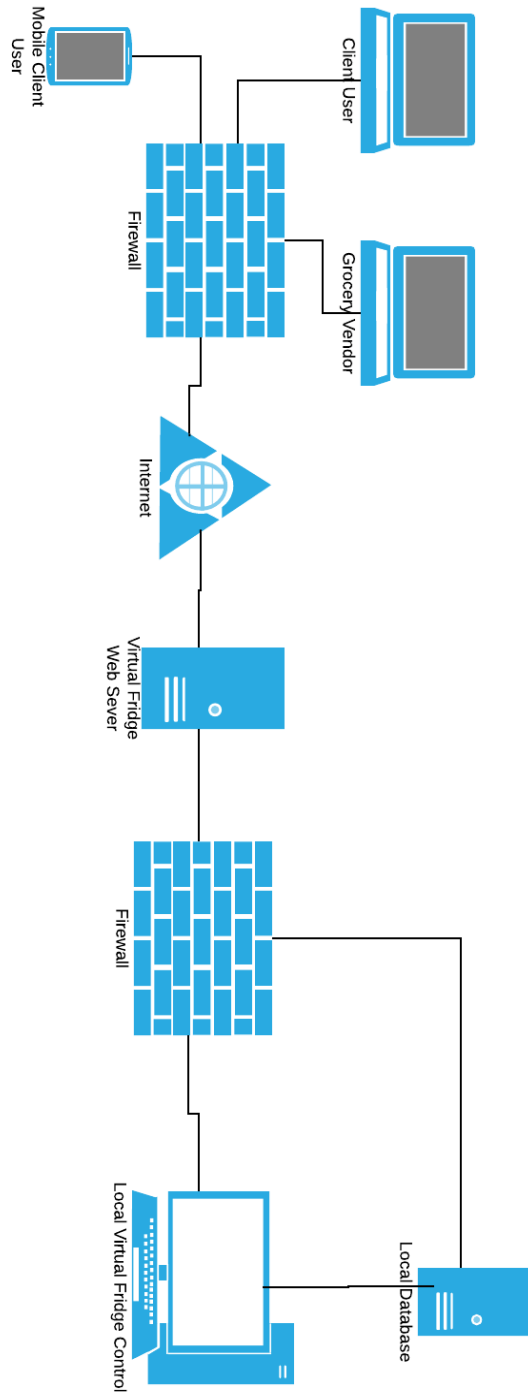 Client User
Grocery Vendor
Mobile Client
User
Firewall
Internet
Virtual Fridge
Web Sever
Firewall
Local Database
Local Virtual Fridge Control